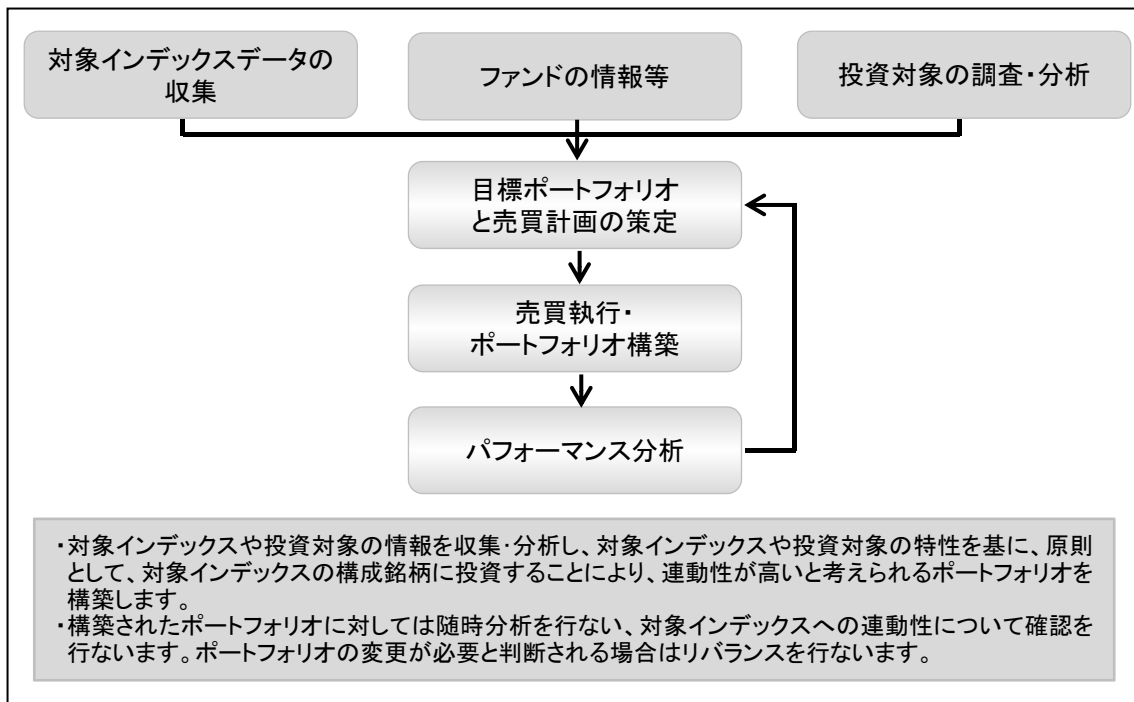 対象インデックスデータの
収集
ファンドの情報等
投資対象の調査・分析
目標ポートフォリオ
と売買計画の策定
売買執行・
ポートフォリオ構築
パフォーマンス分析
・対象インデックスや投資対象の情報を収集・分析し、対象インデックスや投資対象の特性を基に、原則
として、対象インデックスの構成銘柄に投資することにより、連動性が高いと考えられるポートフォリオを
構築します。
・構築されたポートフォリオに対しては随時分析を行ない、対象インデックスへの連動性について確認を
行ないます。ポートフォリオの変更が必要と判断される場合はリバランスを行ないます。